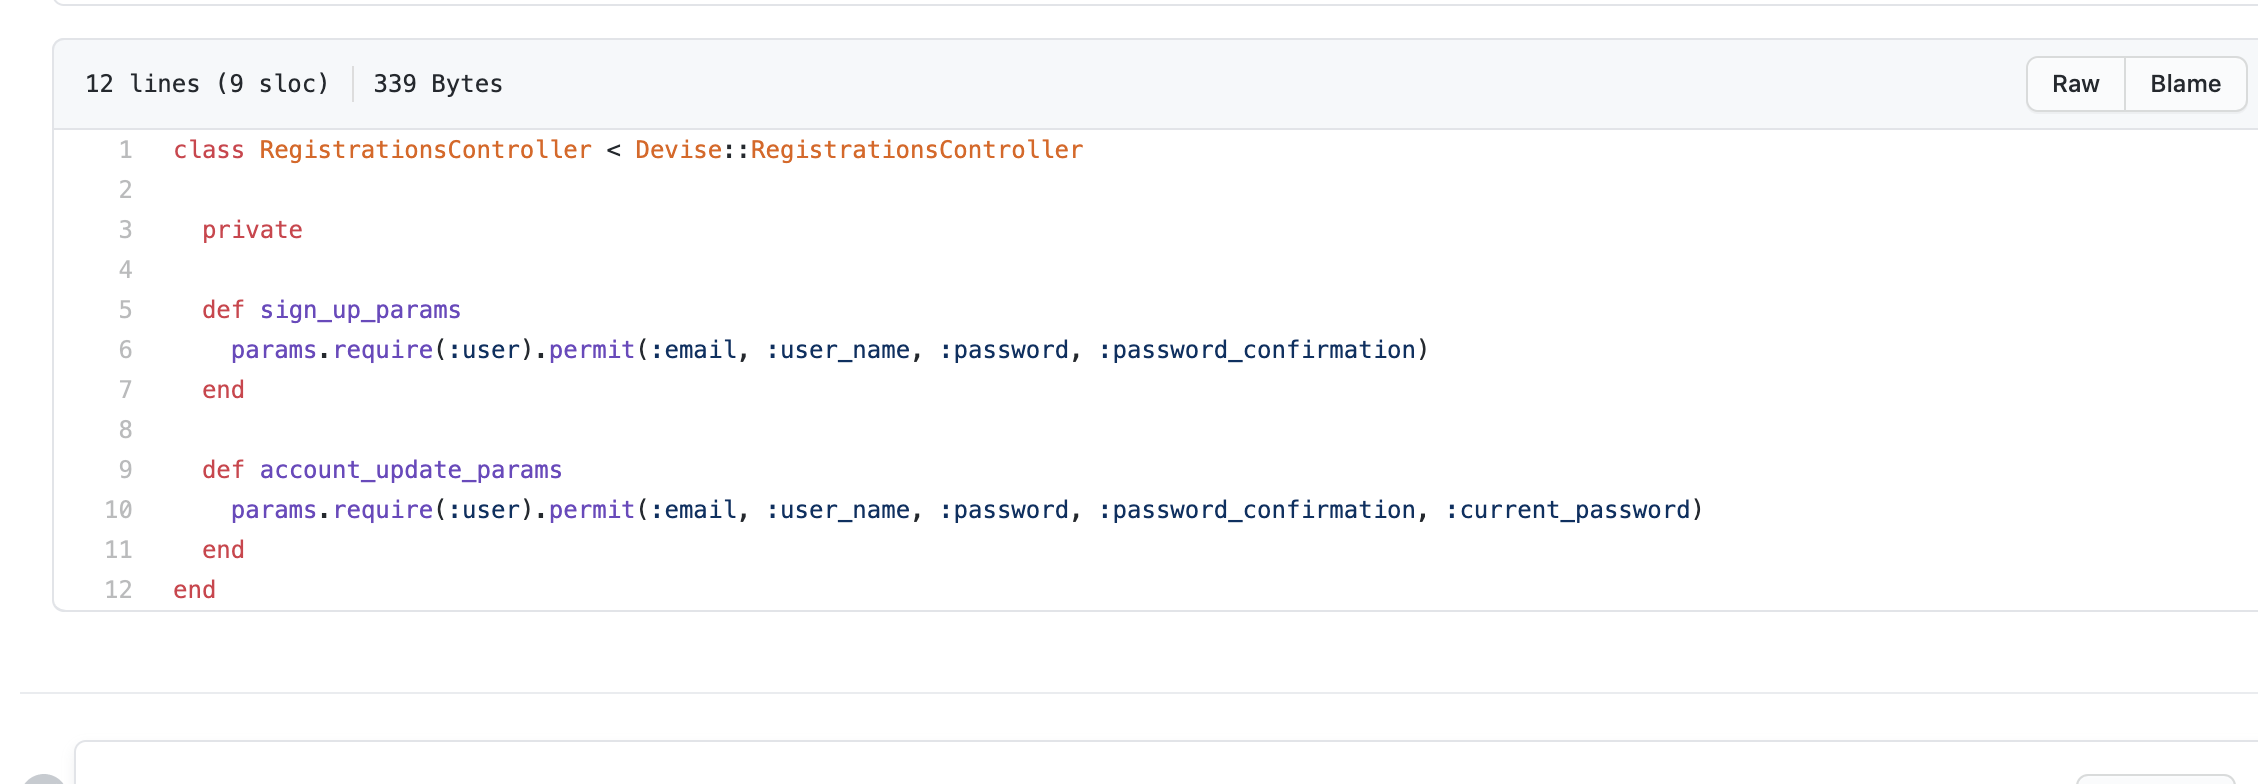 12 lines (9 sloc) 339 Bytes Raw Blame
1 class RegistrationsController < Devise::RegistrationsController
2
3 private
4
5 def sign_up_params
6 params.require(:user).permit(:email, :user_name, :password, :password_confirmation)
7 end
8
9 def account_update_params
10 params.require(:user).permit(:email, :user_name, :password, :password_confirmation, :current_password)
11 end
12 end